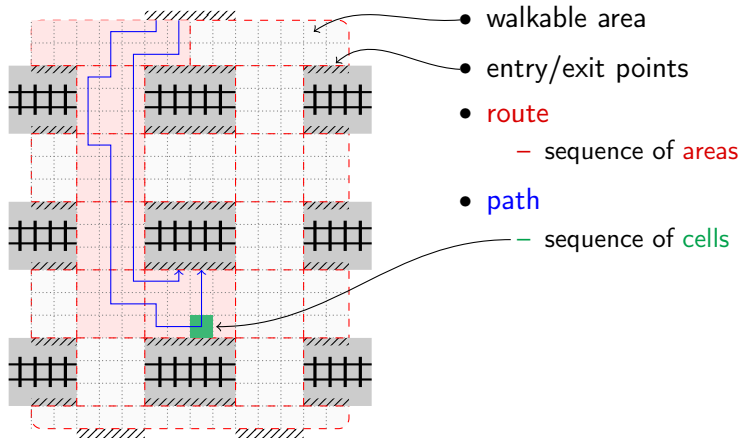 ● walkable area
● entry/exit points
● route
– sequence of areas
● path
– sequence of cells